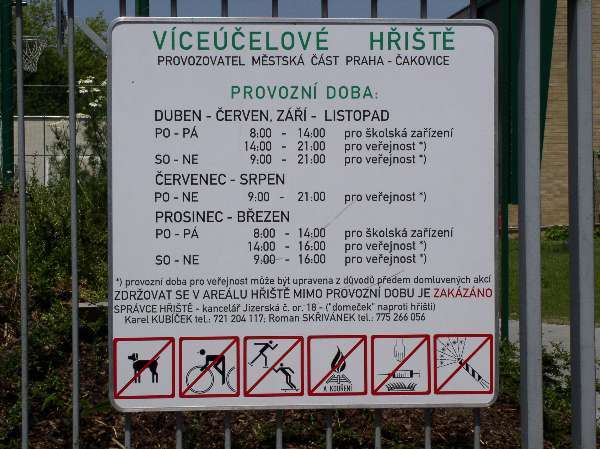 VÍCEÚČELOVÉ HŘIŠTĚ
PROVOZOVATEL MĚSTSKÁ ČÁST PRAHA - ČAKOVICE
PROVOZNÍ DOBA:
DUBEN - ČERVEN, ZÁŘÍ - LISTOPAD
PO - PÁ 8:00 - 14:00 pro školská zařízení
14:00 - 21:00 pro veřejnost *)
SO - NE 9:00 - 21:00 pro veřejnost *)
ČERVENEC - SRPEN
PO - NE 9:00 - 21:00 pro veřejnost *)
PROSINEC - BŘEZEN
PO - PÁ 8:00 - 14:00 pro školská zařízení
14:00 - 16:00 pro veřejnost *)
SO - NE 9:00 - 16:00 pro veřejnost *)
*) provozní doba pro veřejnost může být upravena z důvodů předem domluvených akcí
ZDRŽOVAT SE V AREÁLU HŘIŠTĚ MIMO PROVOZNÍ DOBU JE ZAKÁZÁNO
SPRÁVCE HŘIŠTĚ - kancelář Jizerská č. or. 18 - ("domeček" naproti hřišti)
Karel KUBÍČEK tel.: 721 204 117; Roman SKŘIVÁNEK tel.: 775 266 056
A KOUŘENÍ